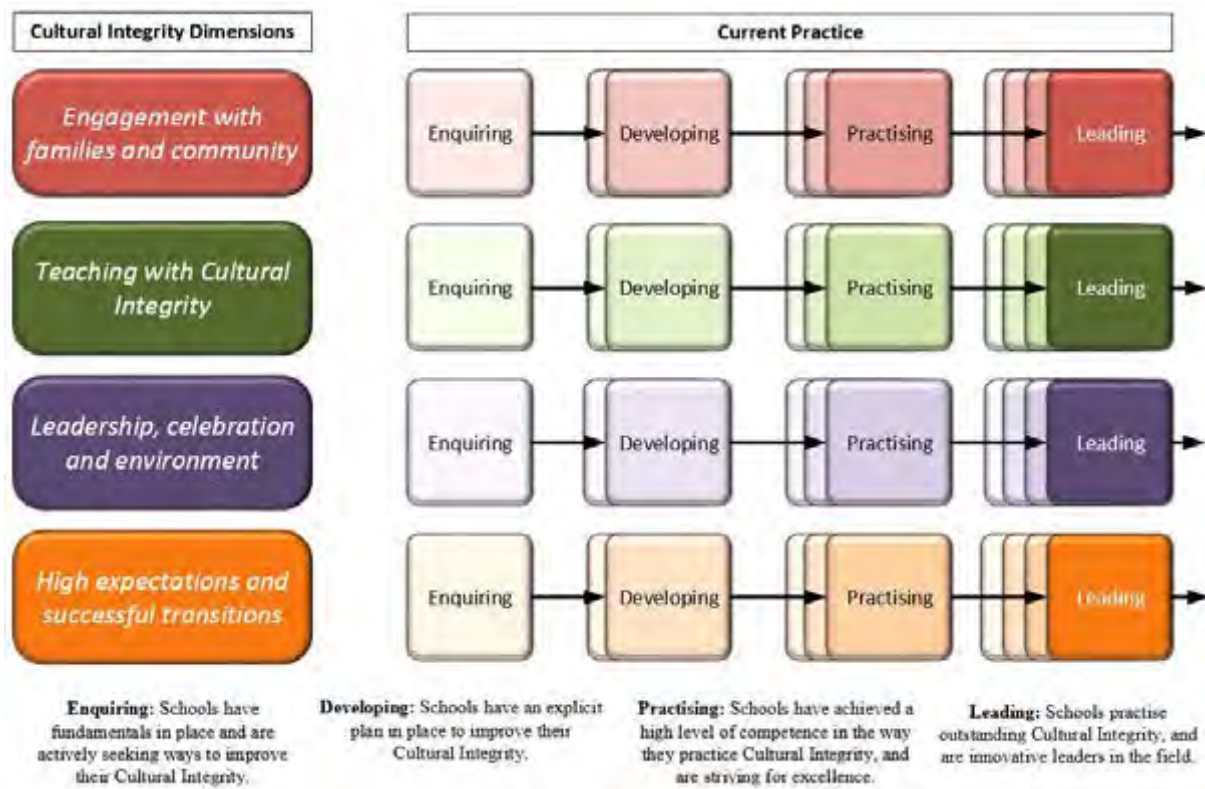 Cultural Integrity Dimensions
Current Practice
Engagement with
families and community
Enquiring
Developing
Practising
Leading
Teaching with Cultural
Integrity
Enquiring
Developing
Practising
Leading
Leadership, celebration
and environment
Enquiring
Developing
Practising
Leading
High expectations and
successful transitions
Enquiring
Developing
Practising
Leading
Enquiring: Schools have
fundamentals in place and are
actively seeking ways to improve
their Cultural Integrity.
Developing: Schools have an explicit
plan in place to improve their
Cultural Integrity.
Practising: Schools have achieved a
high level of competence in the way
they practice Cultural Integrity, and
are striving for excellence.
Leading: Schools practise
outstanding Cultural Integrity, and
are innovative leaders in the field.